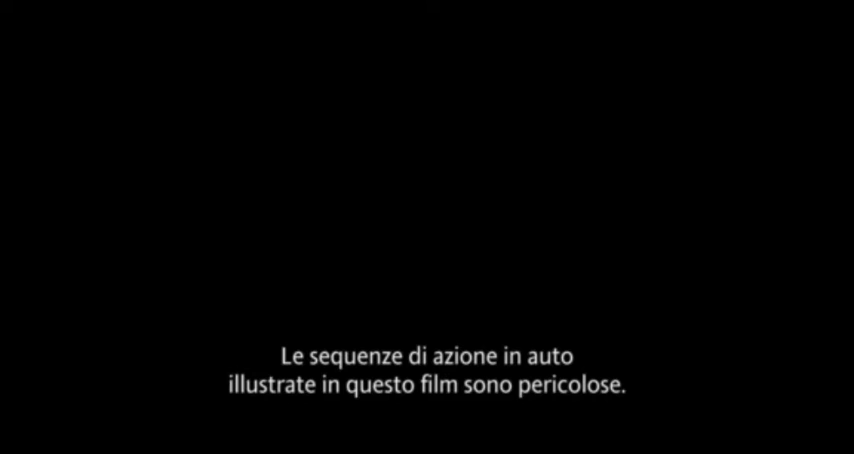 Le sequenze di azione in auto
illustrate in questo film sono pericolose.